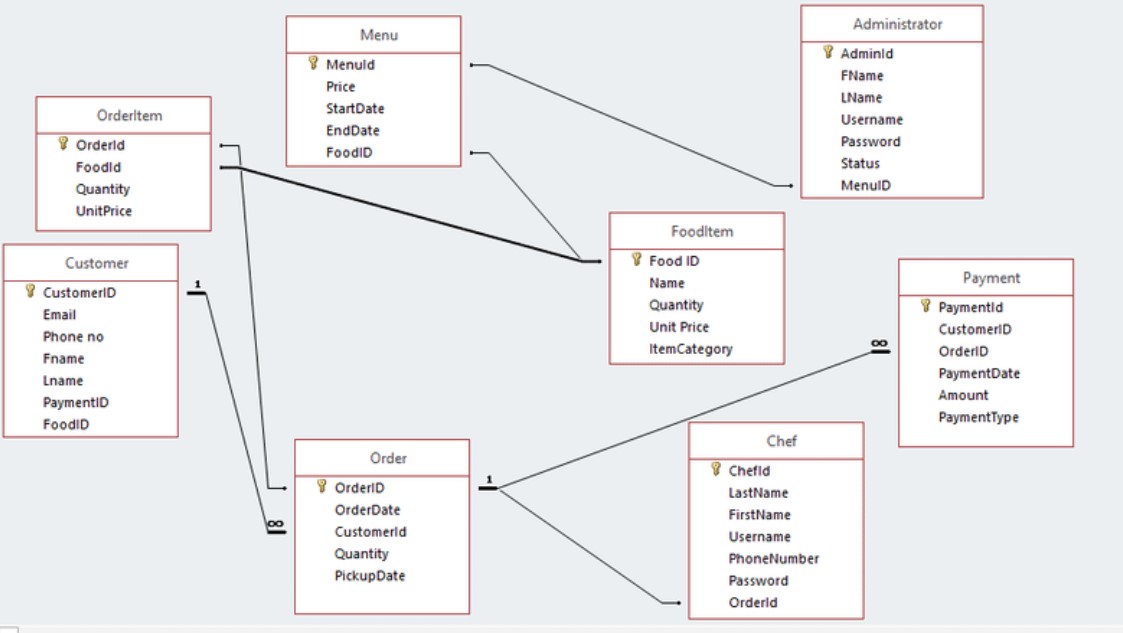 Menu
MenuId
Price
StartDate
EndDate
FoodID
Administrator
AdminId
FName
LName
Username
Password
Status
MenuID
OrderItem
OrderId
FoodId
Quantity
UnitPrice
FoodItem
Food ID
Name
Quantity
Unit Price
ItemCategory
Customer
CustomerID
Email
Phone no
Fname
Lname
PaymentID
FoodID
1
∞
Payment
PaymentId
CustomerID
OrderID
PaymentDate
Amount
PaymentType
∞
Order
OrderID
OrderDate
CustomerId
Quantity
PickupDate
1
Chef
ChefId
LastName
FirstName
Username
PhoneNumber
Password
OrderId